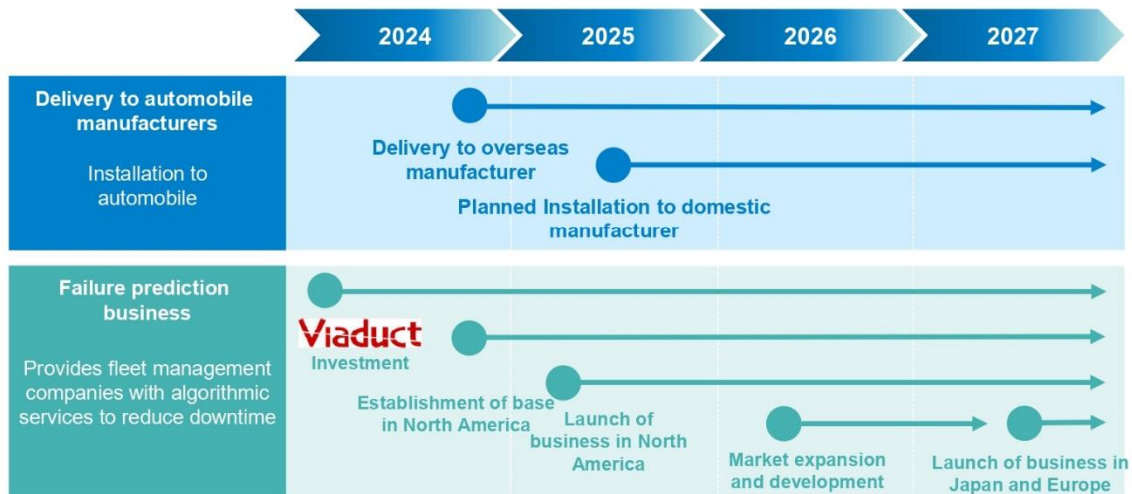 2024 2025 2026 2027
Delivery to automobile
manufacturers
Installation to
automobile
Delivery to overseas
manufacturer
Planned Installation to domestic
manufacturer
Failure prediction
business
Provides fleet management
companies with algorithmic
services to reduce downtime
Viaduct
Investment
Establishment of base
in North America
Launch of
business in North
America
Market expansion
and development
Launch of business in
Japan and Europe